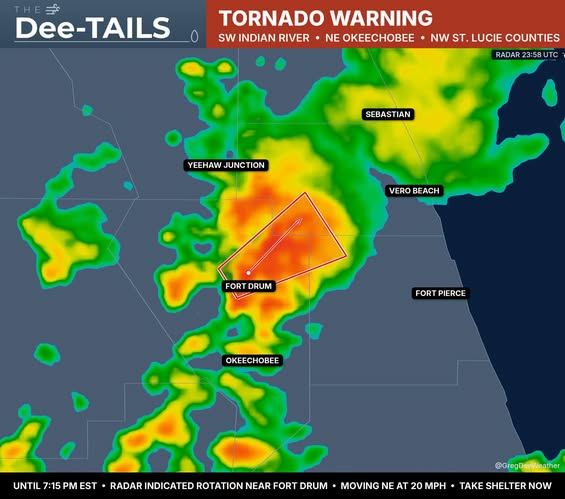 THE
Dee-TAILS
TORNADO WARNING
SW INDIAN RIVER • NE OKEECHOBEE • NW ST. LUCIE COUNTIES
RADAR 23:58 UTC
SEBASTIAN
YEEHAW JUNCTION
VERO BEACH
FORT DRUM
FORT PIERCE
OKEECHOBEE
@GregDeeWeather
UNTIL 7:15 PM EST • RADAR INDICATED ROTATION NEAR FORT DRUM • MOVING NE AT 20 MPH • TAKE SHELTER NOW